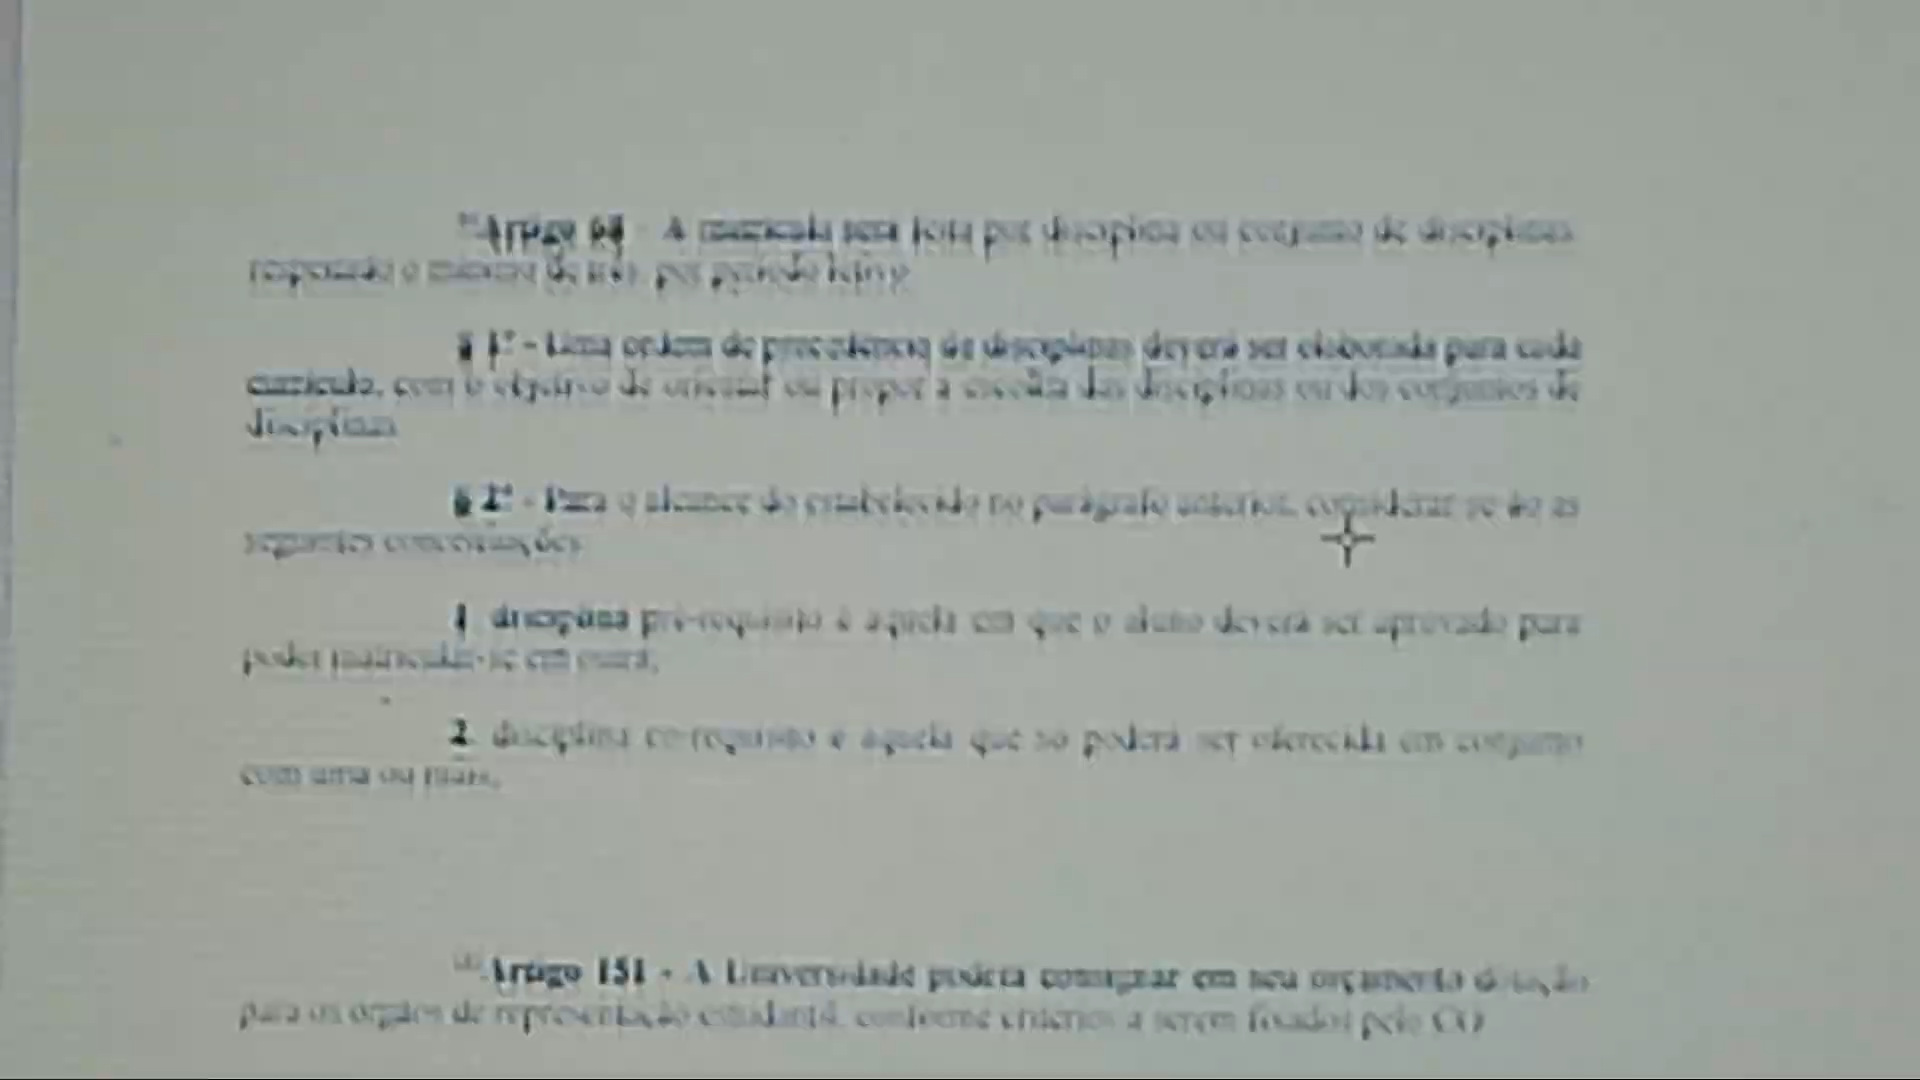 Artigo 68 - A matrícula será feita por disciplina ou conjunto de disciplinas
respeitado o número de três por período letivo
§ 1º - Uma ordem de precedência de disciplinas deverá ser elaborada para cada
currículo, com o objetivo de orientar ou propor a escolha das disciplinas ou dos conjuntos de
disciplinas
§ 2º - Para o alcance do estabelecido no parágrafo anterior, considerar-se-ão as
seguintes conceituações
1 disciplina pré-requisito é aquela em que o aluno deverá ser aprovado para
poder matricular-se em outra;
2 disciplina co-requisito é aquela que só poderá ser oferecida em conjunto
com uma ou mais.
Artigo 151 - A Universidade poderá consignar em seu orçamento dotação
para os órgãos de representação estudantil, conforme critérios a serem fixados pelo CO